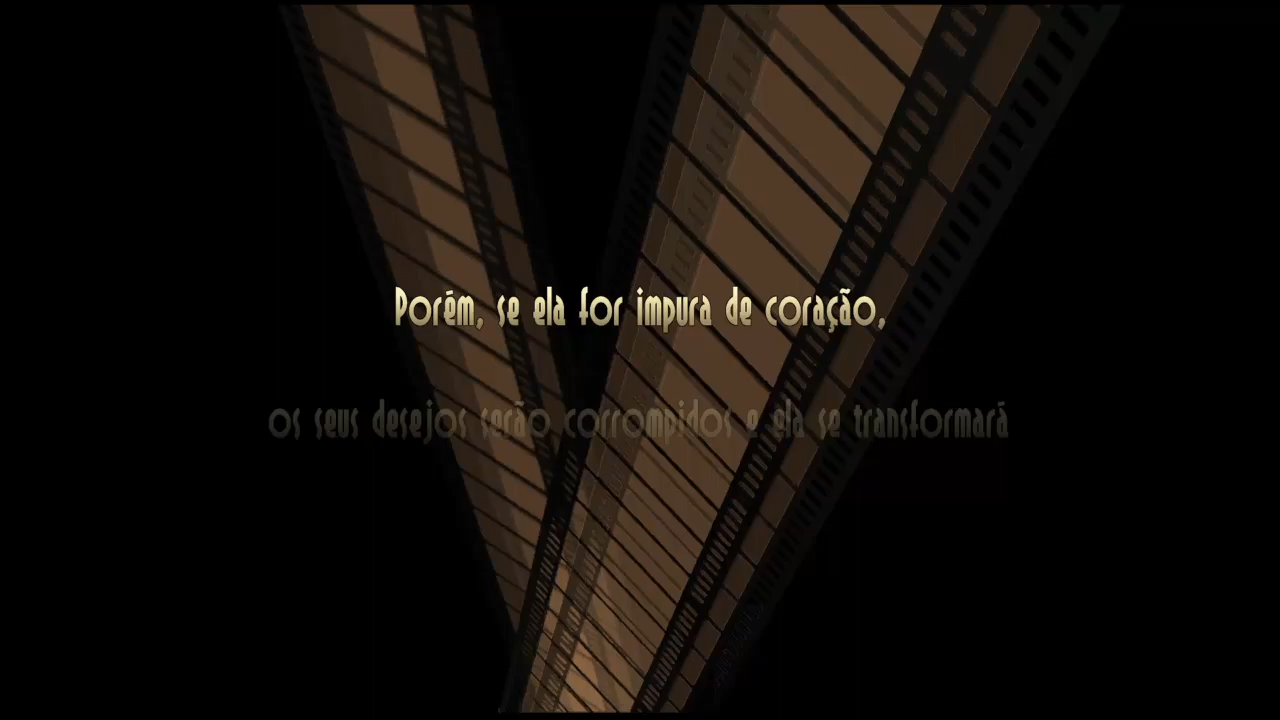 Porém, se ela for impura de coração,
os seus desejos serão corrompidos e ela se transformará